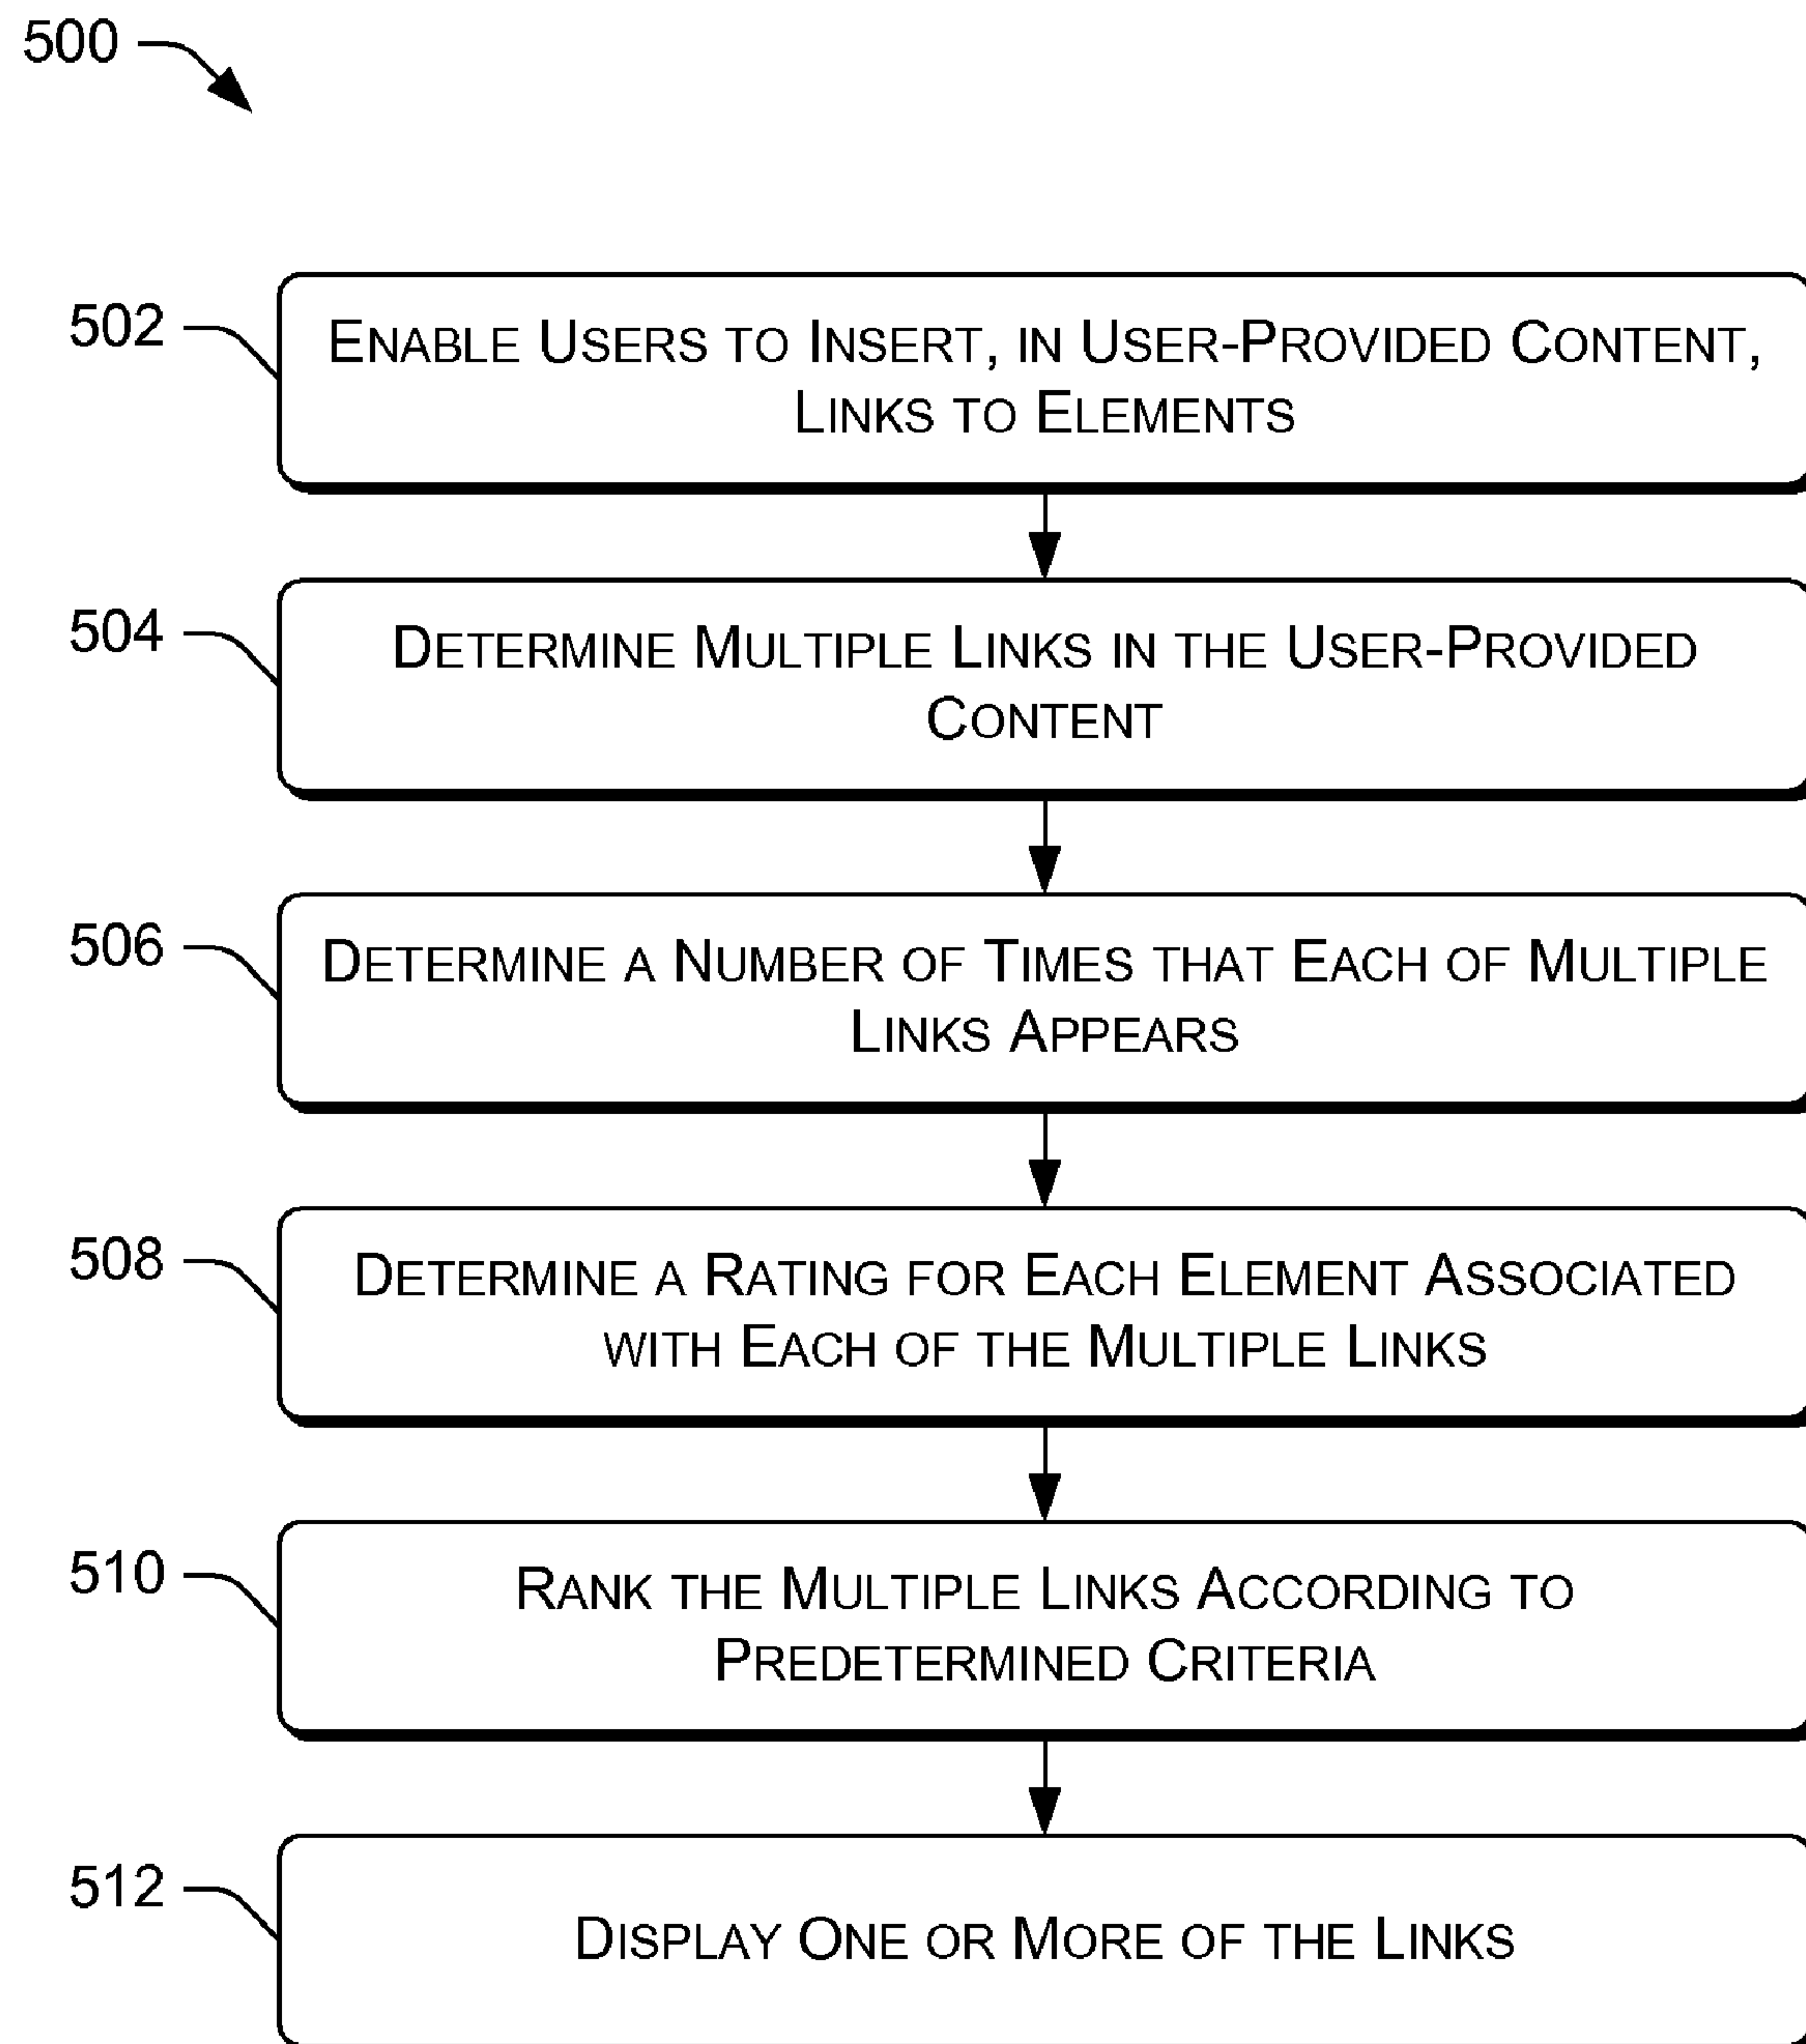 500
502
ENABLE USERS TO INSERT, IN USER-PROVIDED CONTENT,
LINKS TO ELEMENTS
504
DETERMINE MULTIPLE LINKS IN THE USER-PROVIDED
CONTENT
506
DETERMINE A NUMBER OF TIMES THAT EACH OF MULTIPLE
LINKS APPEARS
508
DETERMINE A RATING FOR EACH ELEMENT ASSOCIATED
WITH EACH OF THE MULTIPLE LINKS
510
RANK THE MULTIPLE LINKS ACCORDING TO
PREDETERMINED CRITERIA
512
DISPLAY ONE OR MORE OF THE LINKS